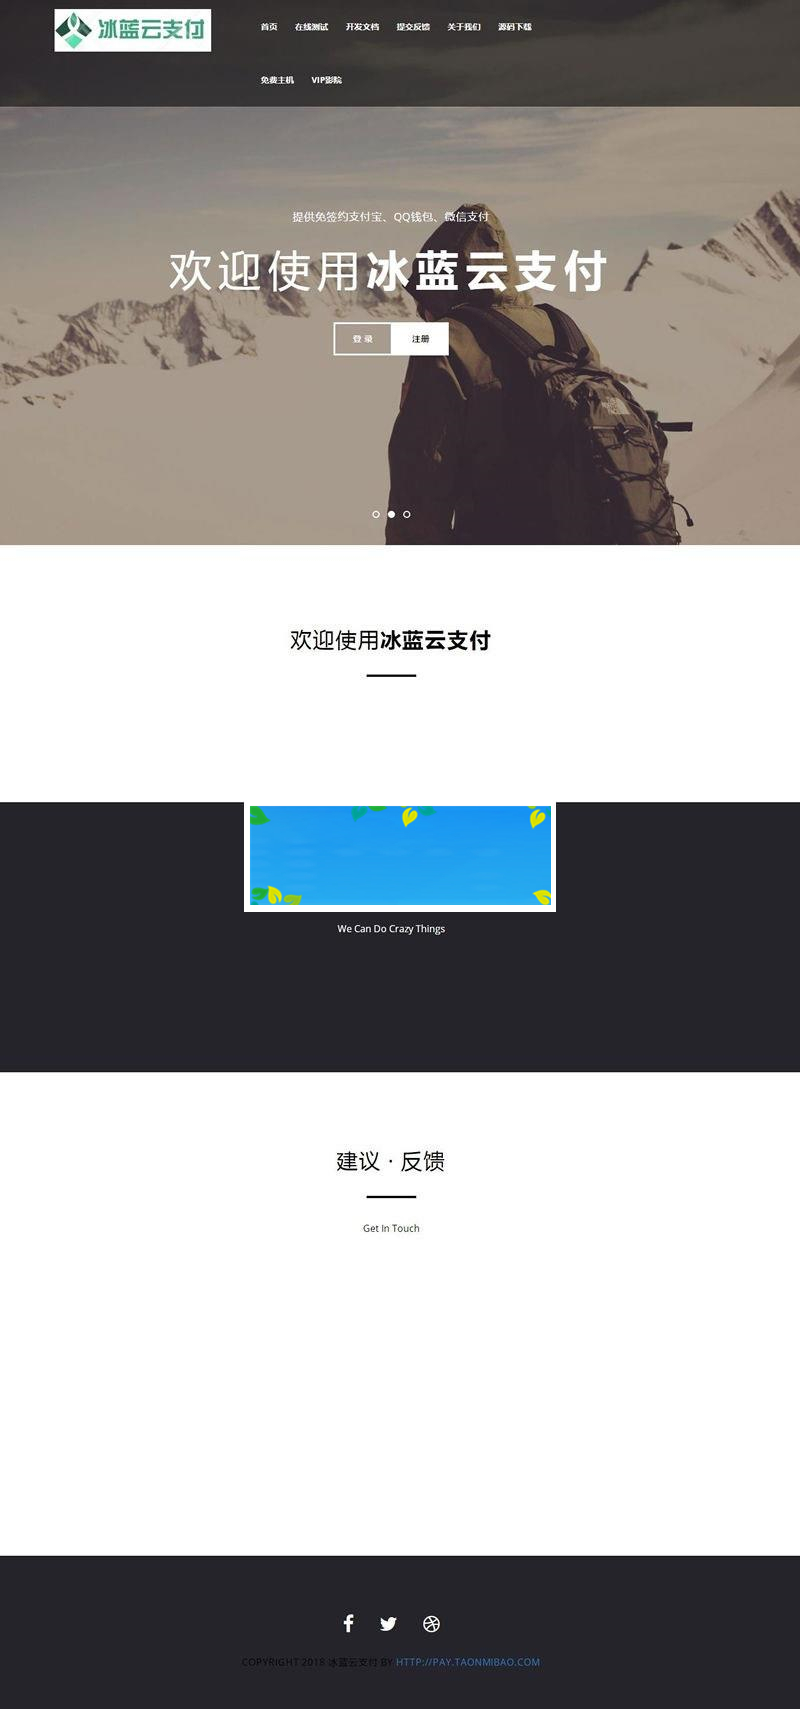 冰蓝云支付
首页 在线测试 开发文档 提交反馈 关于我们 源码下载
免费主机 VIP影院
提供免签约支付宝、QQ钱包、微信支付
欢迎使用冰蓝云支付
登 录 注册
欢迎使用冰蓝云支付
We Can Do Crazy Things
建议 · 反馈
Get In Touch
COPYRIGHT 2018 冰蓝云支付 BY HTTP://PAY.TAONMIBAO.COM